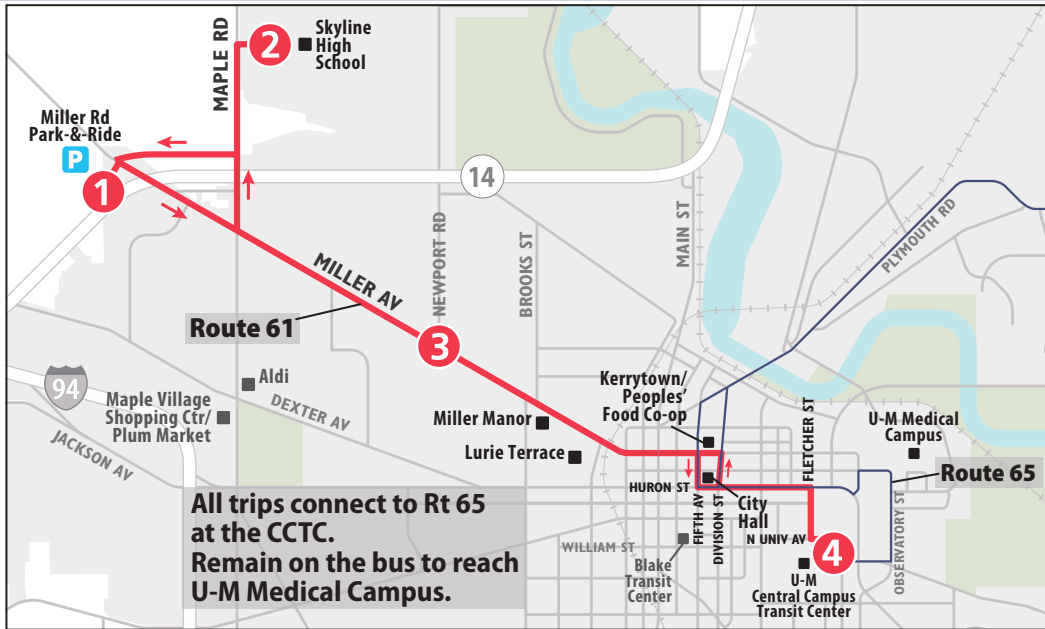 MAPLE RD
2
Skyline
High
School
Miller Rd
Park-&-Ride
P
1
14
MAIN ST
PLYMOUTH RD
NEWPORT RD
BROOKS ST
MILLER AV
Route 61
3
94
Aldi
Maple Village
Shopping Ctr/
Plum Market
DEXTER AV
JACKSON AV
Kerrytown/
Peoples'
Food Co-op
Miller Manor
Lurie Terrace
FLETCHER ST
U-M Medical
Campus
Route 65
HURON ST
FIFTH AV
DIVISION ST
City
Hall
N UNIV AV
4
OBSERVATORY ST
WILLIAM ST
Blake
Transit
Center
U-M
Central Campus
Transit Center
All trips connect to Rt 65
at the CCTC.
Remain on the bus to reach
U-M Medical Campus.